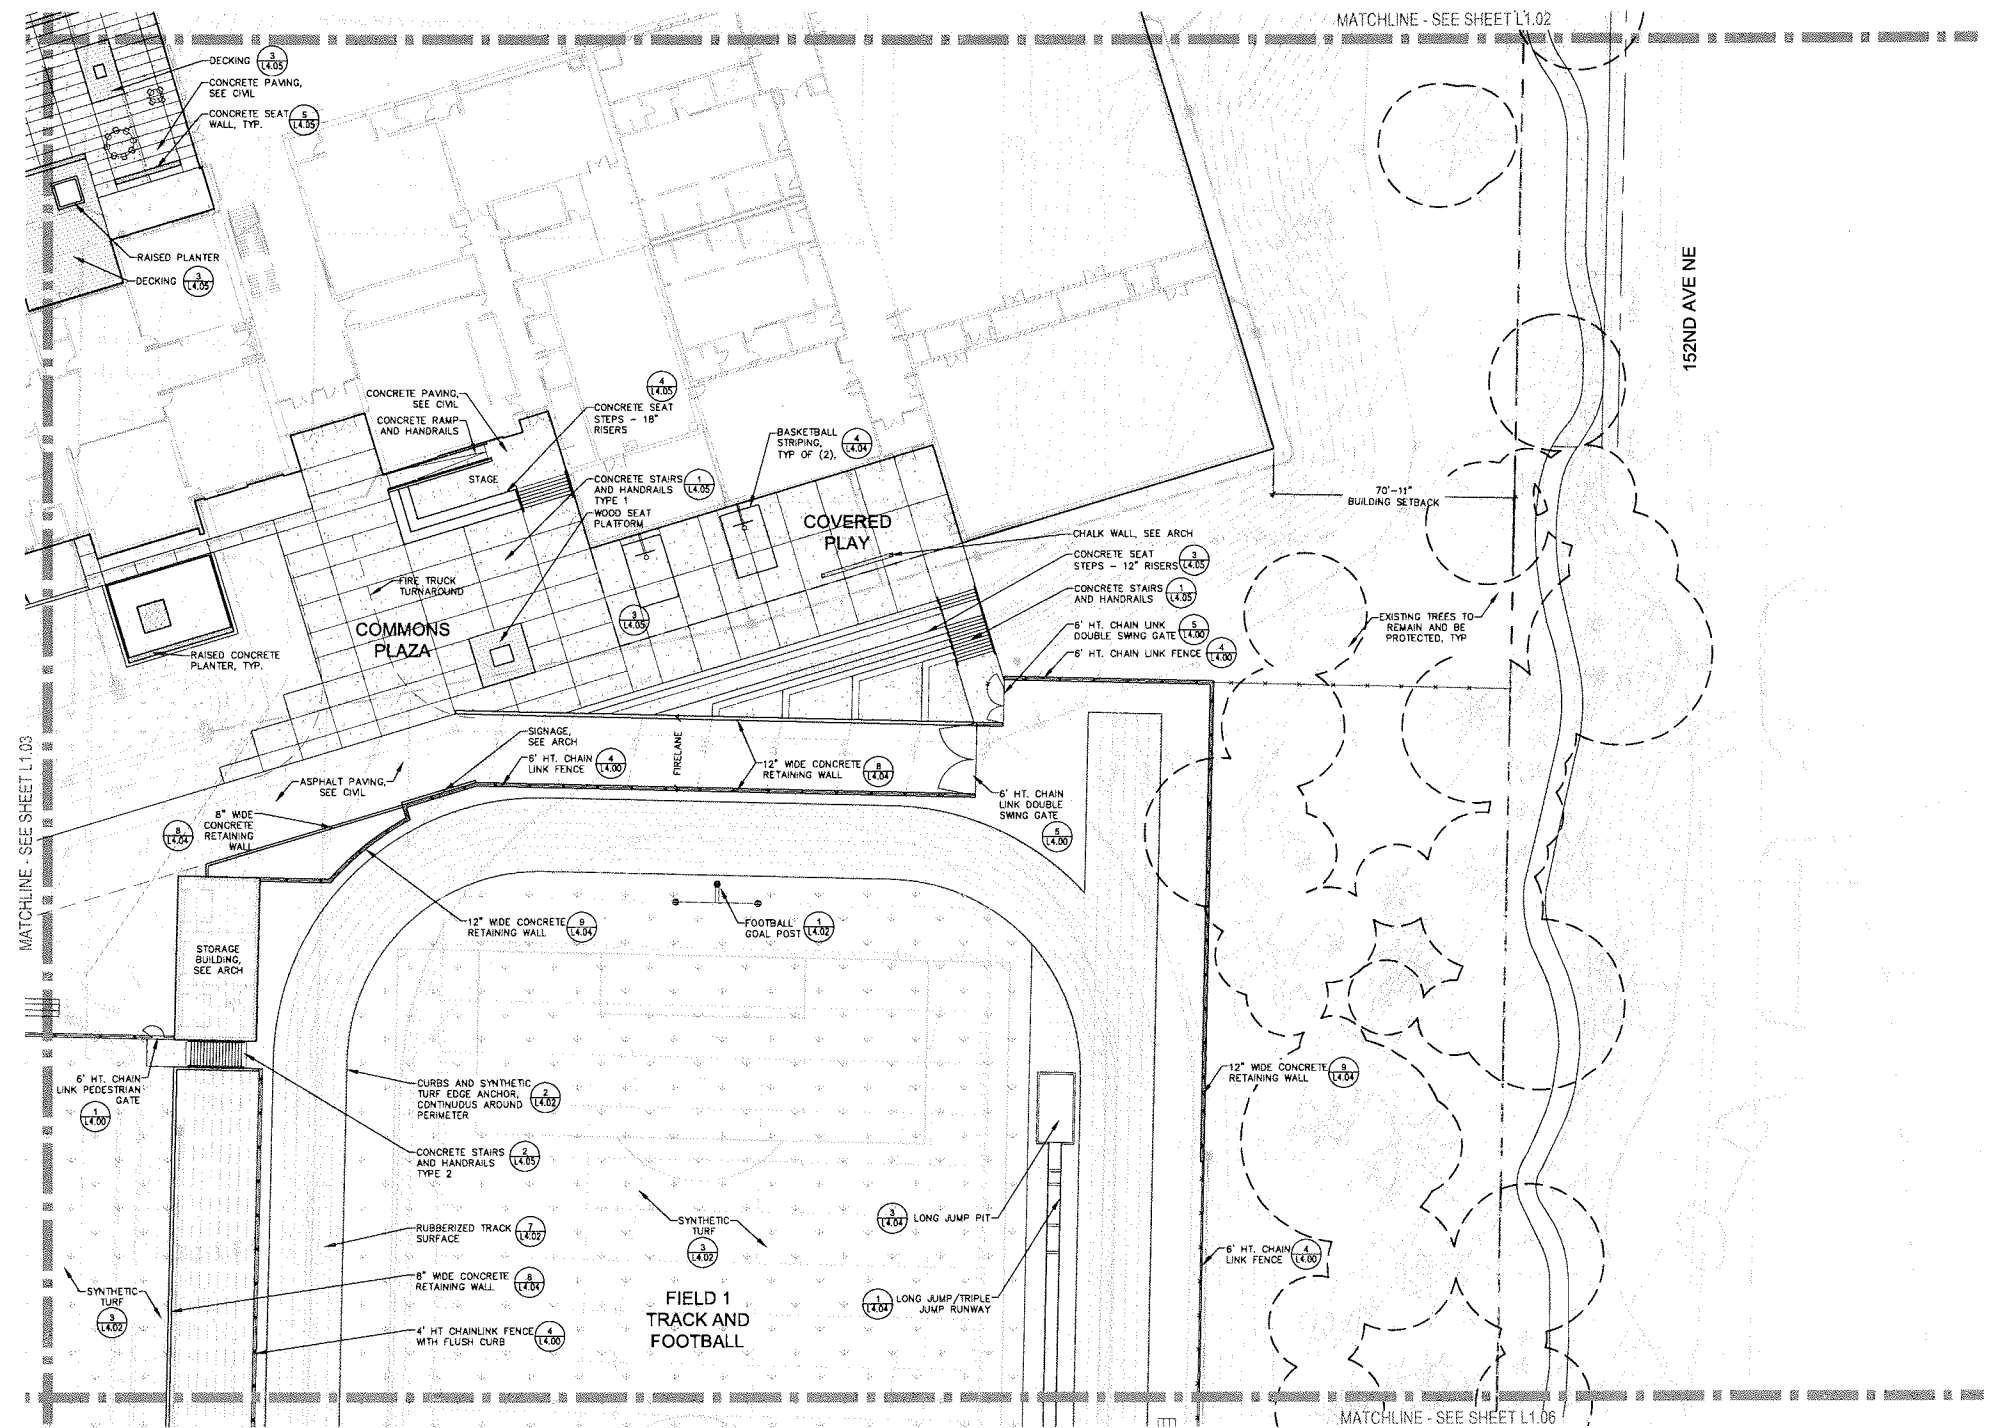 MATCHLINE - SEE SHEET L1.02
DECKING
3
L4.05
CONCRETE PAVING,
SEE CIVIL
CONCRETE SEAT
WALL, TYP.
5
L4.05
RAISED PLANTER
DECKING
3
L4.05
152ND AVE NE
CONCRETE PAVING,
SEE CIVIL
CONCRETE RAMP
AND HANDRAILS
4
L4.05
CONCRETE SEAT
STEPS - 18"
RISERS
STAGE
CONCRETE STAIRS
AND HANDRAILS
TYPE 1
1
L4.05
WOOD SEAT
PLATFORM
BASKETBALL
STRIPING,
TYP OF (2),
4
L4.04
COVERED
PLAY
70'-11"
BUILDING SETBACK
CHALK WALL, SEE ARCH
CONCRETE SEAT
STEPS - 12" RISERS
3
L4.05
CONCRETE STAIRS
AND HANDRAILS
1
L4.05
6' HT. CHAIN LINK
DOUBLE SWING GATE
5
L4.00
6' HT. CHAIN LINK FENCE
4
L4.00
EXISTING TREES TO
REMAIN AND BE
PROTECTED, TYP
FIRE TRUCK
TURNAROUND
COMMONS
PLAZA
3
L4.05
RAISED CONCRETE
PLANTER, TYP.
SIGNAGE,
SEE ARCH
6' HT. CHAIN
LINK FENCE
4
L4.00
FIRELANE
12" WIDE CONCRETE
RETAINING WALL
8
L4.04
6' HT. CHAIN
LINK DOUBLE
SWING GATE
5
L4.00
ASPHALT PAVING,
SEE CIVIL
8" WIDE
CONCRETE
RETAINING
WALL
8
L4.04
MATCHLINE - SEE SHEET L1.03
12" WIDE CONCRETE
RETAINING WALL
9
L4.04
FOOTBALL
GOAL POST
1
L4.02
STORAGE
BUILDING,
SEE ARCH
6' HT. CHAIN
LINK PEDESTRIAN
GATE
1
L4.00
CURBS AND SYNTHETIC
TURF EDGE ANCHOR,
CONTINUOUS AROUND
PERIMETER
2
L4.02
CONCRETE STAIRS
AND HANDRAILS
TYPE 2
2
L4.05
12" WIDE CONCRETE
RETAINING WALL
9
L4.04
RUBBERIZED TRACK
SURFACE
7
L4.02
SYNTHETIC
TURF
3
L4.02
3
L4.04
LONG JUMP PIT
6' HT. CHAIN
LINK FENCE
4
L4.00
8" WIDE CONCRETE
RETAINING WALL
8
L4.04
SYNTHETIC
TURF
3
L4.02
FIELD 1
TRACK AND
FOOTBALL
1
L4.04
LONG JUMP/TRIPLE
JUMP RUNWAY
4' HT CHAINLINK FENCE
WITH FLUSH CURB
4
L4.00
MATCHLINE - SEE SHEET L1.06